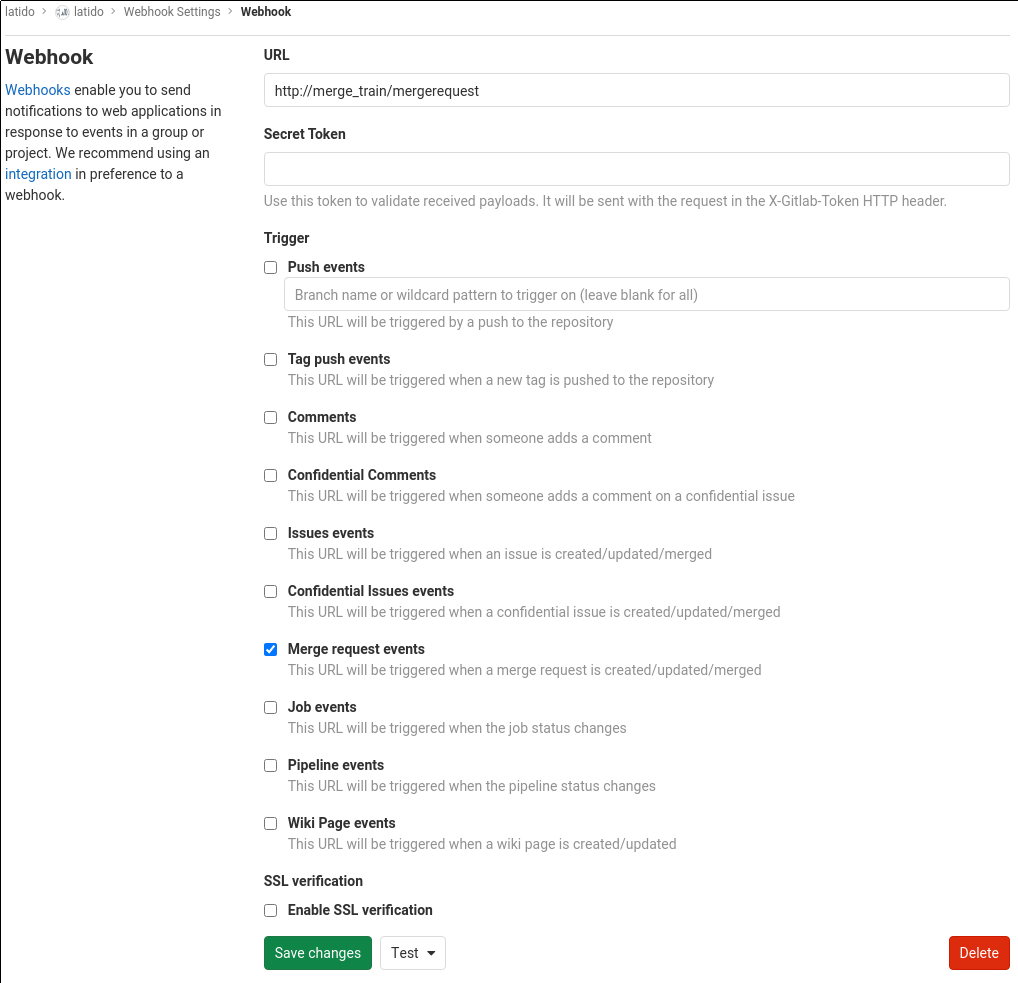 latido > latido > Webhook Settings > Webhook
Webhook
Webhooks enable you to send
notifications to web applications in
response to events in a group or
project. We recommend using an
integration in preference to a
webhook.
URL
http://merge_train/mergerequest
Secret Token
Use this token to validate received payloads. It will be sent with the request in the X-Gitlab-Token HTTP header.
Trigger
Push events
Branch name or wildcard pattern to trigger on (leave blank for all)
This URL will be triggered by a push to the repository
Tag push events
This URL will be triggered when a new tag is pushed to the repository
Comments
This URL will be triggered when someone adds a comment
Confidential Comments
This URL will be triggered when someone adds a comment on a confidential issue
Issues events
This URL will be triggered when an issue is created/updated/merged
Confidential Issues events
This URL will be triggered when a confidential issue is created/updated/merged
Merge request events
This URL will be triggered when a merge request is created/updated/merged
Job events
This URL will be triggered when the job status changes
Pipeline events
This URL will be triggered when the pipeline status changes
Wiki Page events
This URL will be triggered when a wiki page is created/updated
SSL verification
Enable SSL verification
Save changes Test Delete